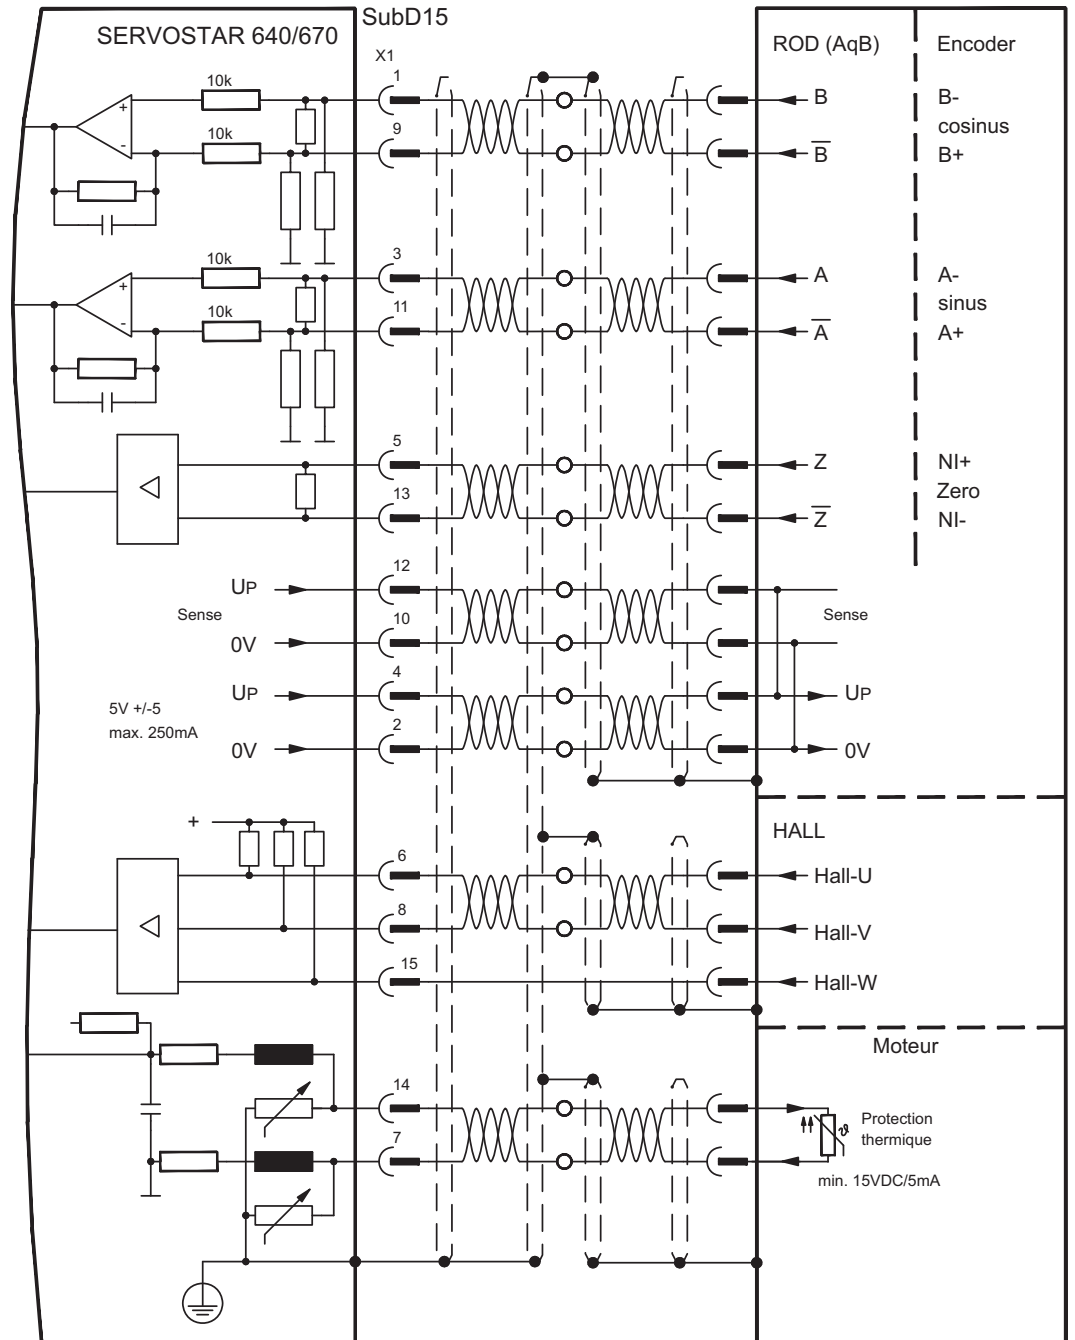 SubD15
SERVOSTAR 640/670
X1
ROD (AqB)
Encoder
10k
1
B
B-
cosinus
10k
9
B̅
B+
+
-
10k
3
A
A-
sinus
10k
11
A̅
A+
+
-
5
Z
NI+
Zero
13
Z̅
NI-
UP
12
Sense
Sense
0V
10
UP
4
UP
5V +/-5
max. 250mA
0V
2
0V
+
HALL
6
Hall-U
8
Hall-V
15
Hall-W
Moteur
14
Protection
thermique
ϑ
7
min. 15VDC/5mA